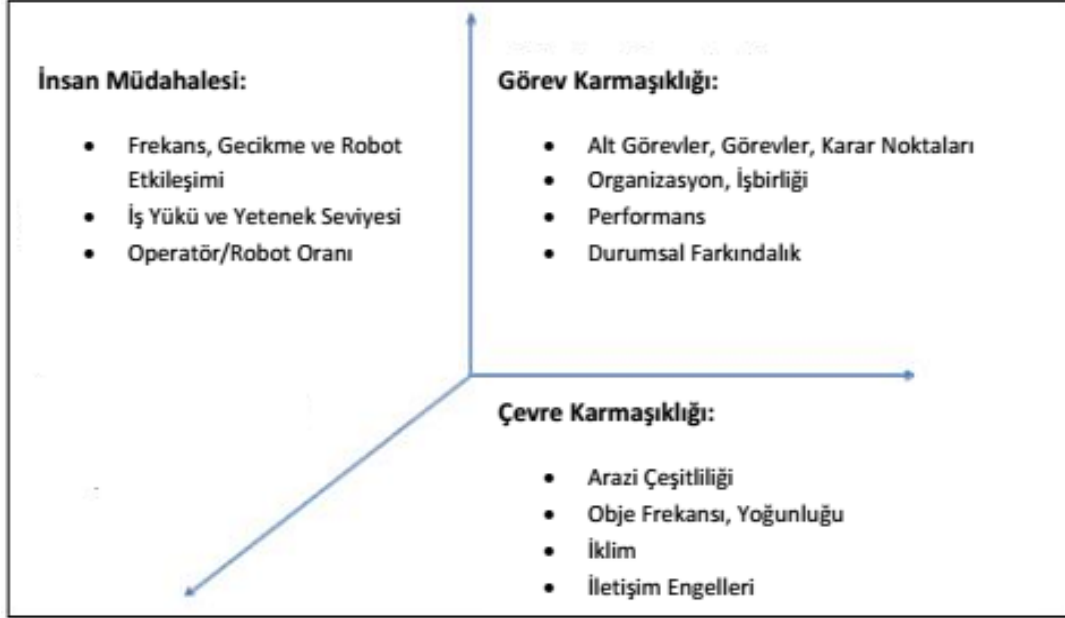 İnsan Müdahalesi:
• Frekans, Gecikme ve Robot
Etkileşimi
• İş Yükü ve Yetenek Seviyesi
• Operatör/Robot Oranı
Görev Karmaşıklığı:
• Alt Görevler, Görevler, Karar Noktaları
• Organizasyon, İşbirliği
• Performans
• Durumsal Farkındalık
Çevre Karmaşıklığı:
• Arazi Çeşitliliği
• Obje Frekansı, Yoğunluğu
• İklim
• İletişim Engelleri